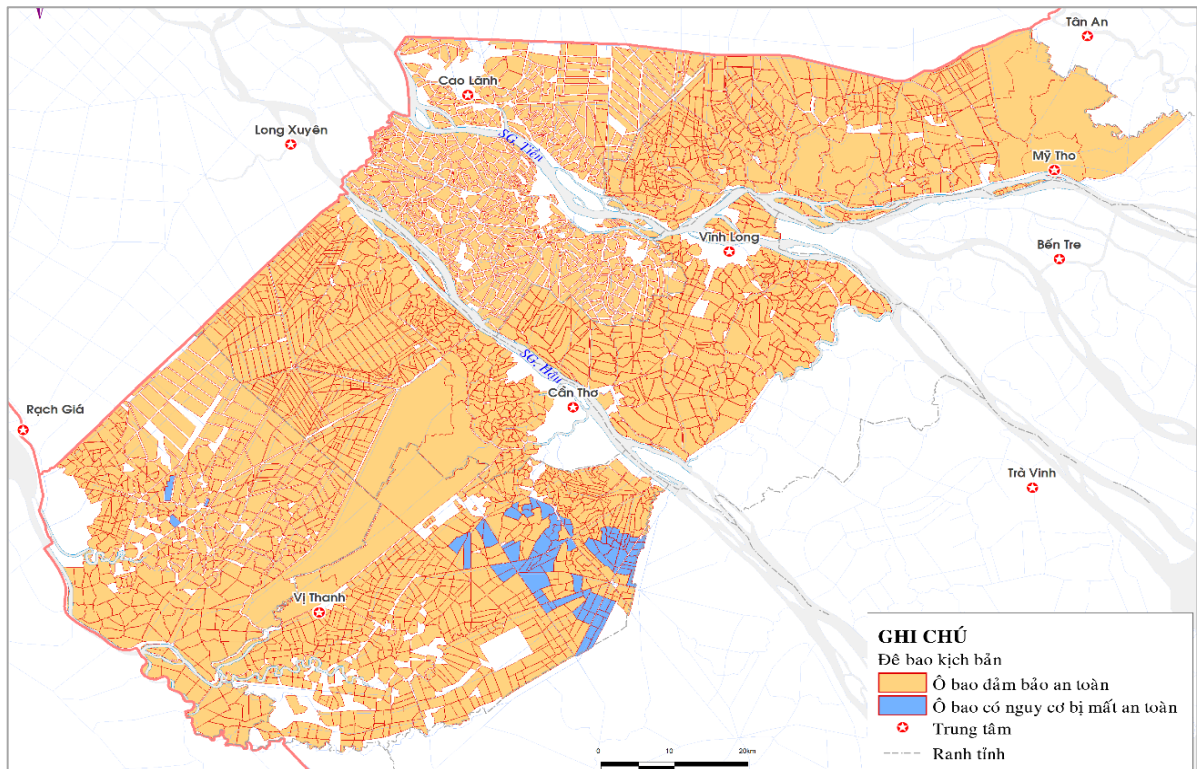 Tân An
Cao Lãnh
Long Xuyên
SG. Tiền
Mỹ Tho
Vĩnh Long
Bến Tre
SG. Hậu
Cần Thơ
Rạch Giá
Trà Vinh
Vị Thanh
GHI CHÚ
Đê bao kịch bản
Ô bao đảm bảo an toàn
Ô bao có nguy cơ bị mất an toàn
Trung tâm
Ranh tỉnh
0 10 20km